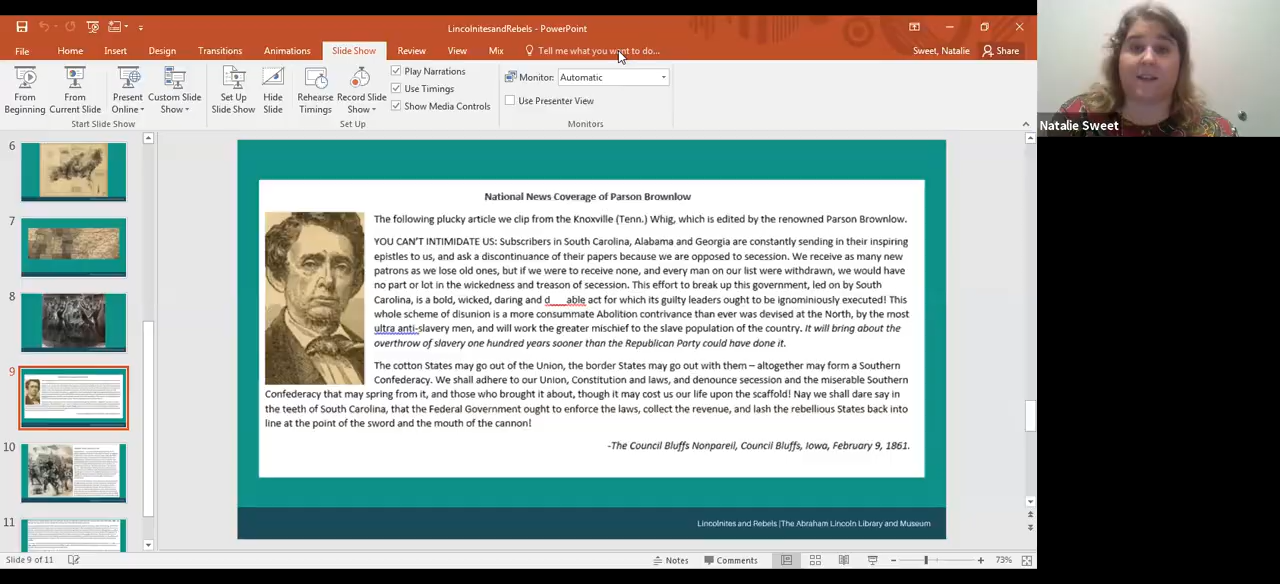 LincolnitesandRebels - PowerPoint
File Home Insert Design Transitions Animations Slide Show Review View Mix Tell me what you want to do... Sweet, Natalie Share
From Beginning
From Current Slide
Present Online
Custom Slide Show
Start Slide Show
Set Up Slide Show
Hide Slide
Rehearse Timings
Record Slide Show
Play Narrations
Use Timings
Show Media Controls
Set Up
Monitor: Automatic
Use Presenter View
Monitors
Natalie Sweet
6
7
8
9
10
11
National News Coverage of Parson Brownlow
The following plucky article we clip from the Knoxville (Tenn.) Whig, which is edited by the renowned Parson Brownlow.
YOU CAN'T INTIMIDATE US: Subscribers in South Carolina, Alabama and Georgia are constantly sending in their inspiring
epistles to us, and ask a discontinuance of their papers because we are opposed to secession. We receive as many new
patrons as we lose old ones, but if we were to receive none, and every man on our list were withdrawn, we would have
no part or lot in the wickedness and treason of secession. This effort to break up this government, led on by South
Carolina, is a bold, wicked, daring and d___able act for which its guilty leaders ought to be ignominiously executed! This
whole scheme of disunion is a more consummate Abolition contrivance than ever was devised at the North, by the most
ultra anti-slavery men, and will work the greater mischief to the slave population of the country. It will bring about the
overthrow of slavery one hundred years sooner than the Republican Party could have done it.
The cotton States may go out of the Union, the border States may go out with them – altogether may form a Southern
Confederacy. We shall adhere to our Union, Constitution and laws, and denounce secession and the miserable Southern
Confederacy that may spring from it, and those who brought it about, though it may cost us our life upon the scaffold! Nay we shall dare say in
the teeth of South Carolina, that the Federal Government ought to enforce the laws, collect the revenue, and lash the rebellious States back into
line at the point of the sword and the mouth of the cannon!
-The Council Bluffs Nonpareil, Council Bluffs, Iowa, February 9, 1861.
Lincolnites and Rebels |The Abraham Lincoln Library and Museum
Slide 9 of 11
Notes
Comments
73%